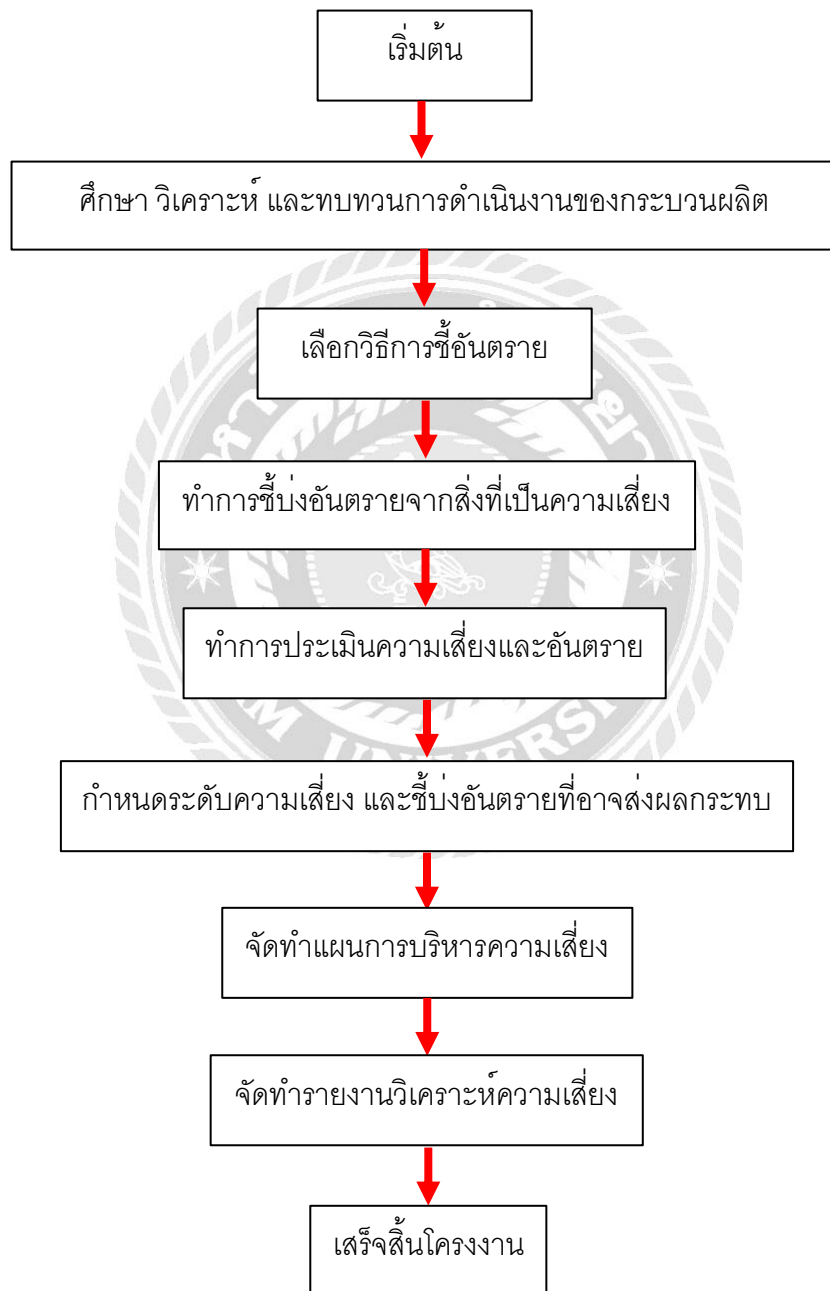 เริ่มต้น
ศึกษา วิเคราะห์ และทบทวนการดำเนินงานของกระบวนผลิต
เลือกวิธีการชี้อันตราย
ทำการชี้บ่งอันตรายจากสิ่งที่เป็นความเสี่ยง
ทำการประเมินความเสี่ยงและอันตราย
กำหนดระดับความเสี่ยง และชี้บ่งอันตรายที่อาจส่งผลกระทบ
จัดทำแผนการบริหารความเสี่ยง
จัดทำรายงานวิเคราะห์ความเสี่ยง
เสร็จสิ้นโครงงาน